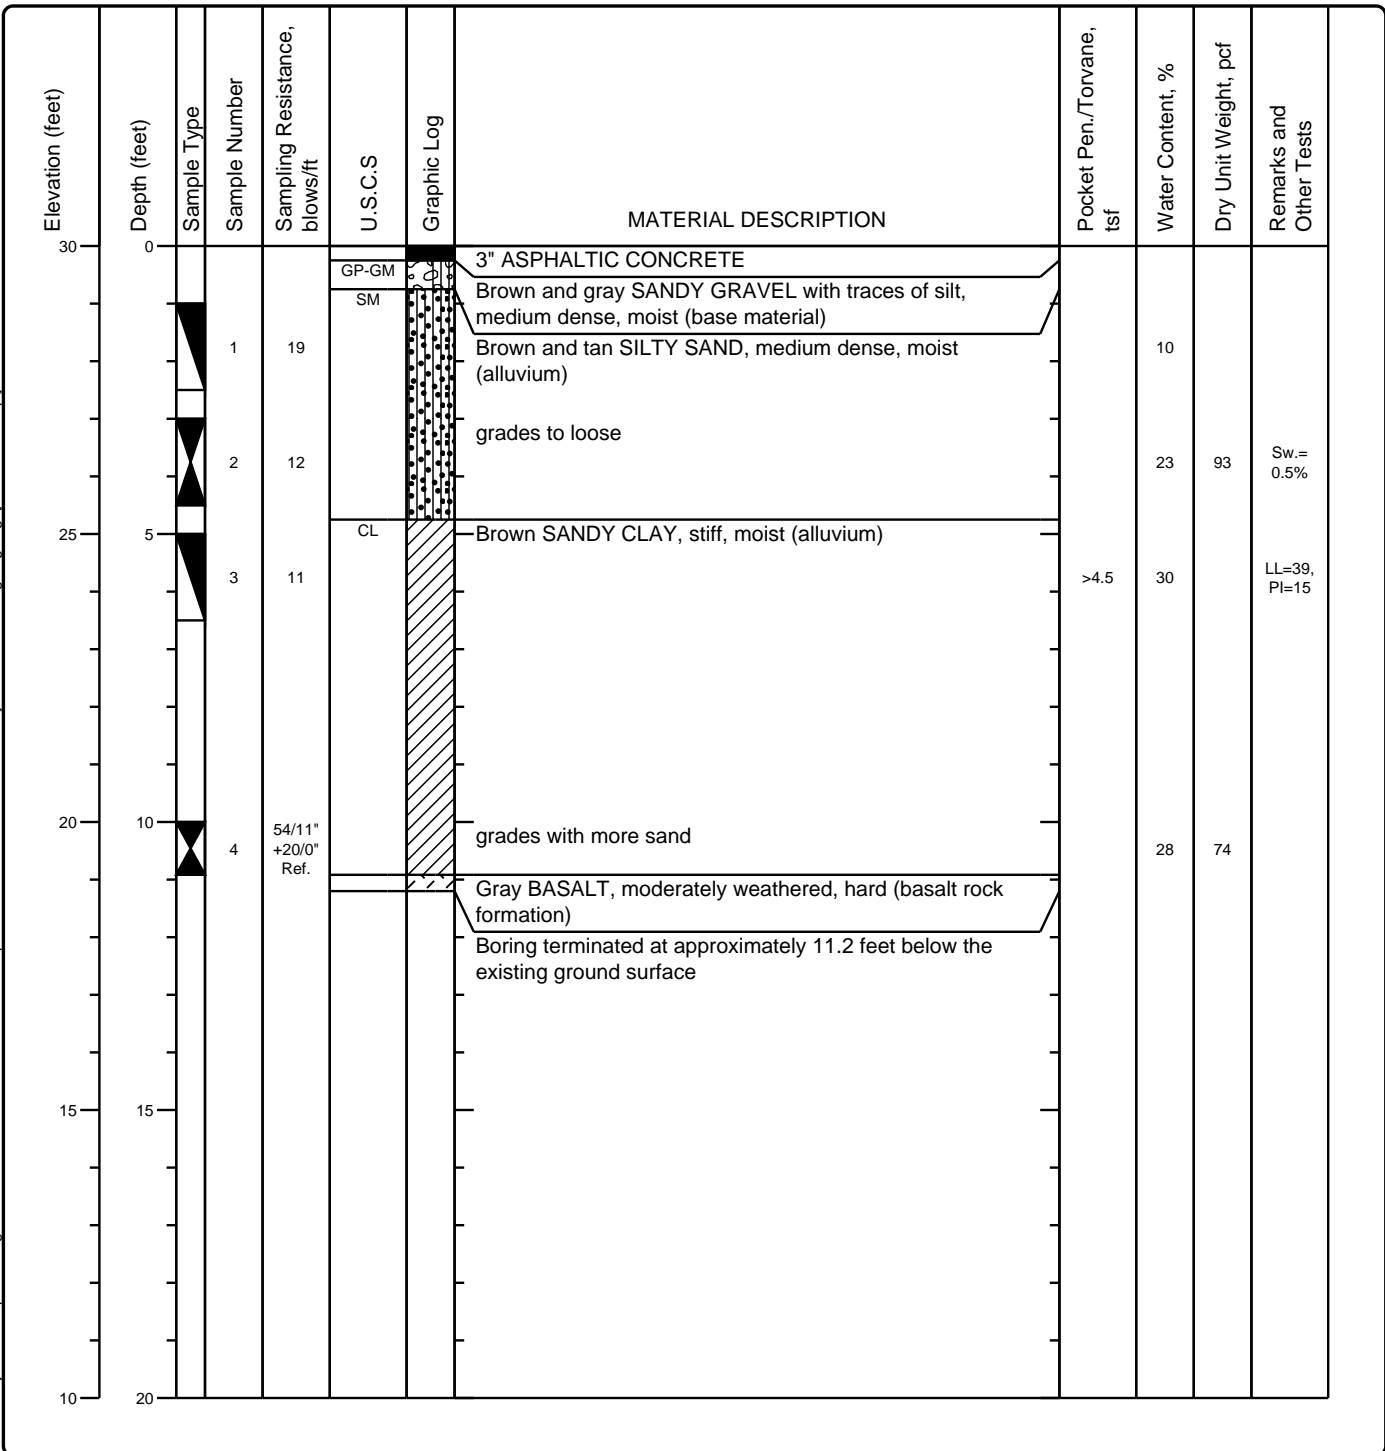 Elevation (feet)
Depth (feet)
Sample Type
Sample Number
Sampling Resistance,
blows/ft
U.S.C.S
Graphic Log
MATERIAL DESCRIPTION
Pocket Pen./Torvane,
tsf
Water Content, %
Dry Unit Weight, pcf
Remarks and
Other Tests
30
0
3" ASPHALTIC CONCRETE
GP-GM
Brown and gray SANDY GRAVEL with traces of silt,
medium dense, moist (base material)
SM
1
19
Brown and tan SILTY SAND, medium dense, moist
(alluvium)
10
grades to loose
2
12
23
93
Sw.=
0.5%
25
5
CL
Brown SANDY CLAY, stiff, moist (alluvium)
3
11
>4.5
30
LL=39,
PI=15
20
10
4
54/11"
+20/0"
Ref.
grades with more sand
28
74
Gray BASALT, moderately weathered, hard (basalt rock
formation)
Boring terminated at approximately 11.2 feet below the
existing ground surface
15
15
10
20